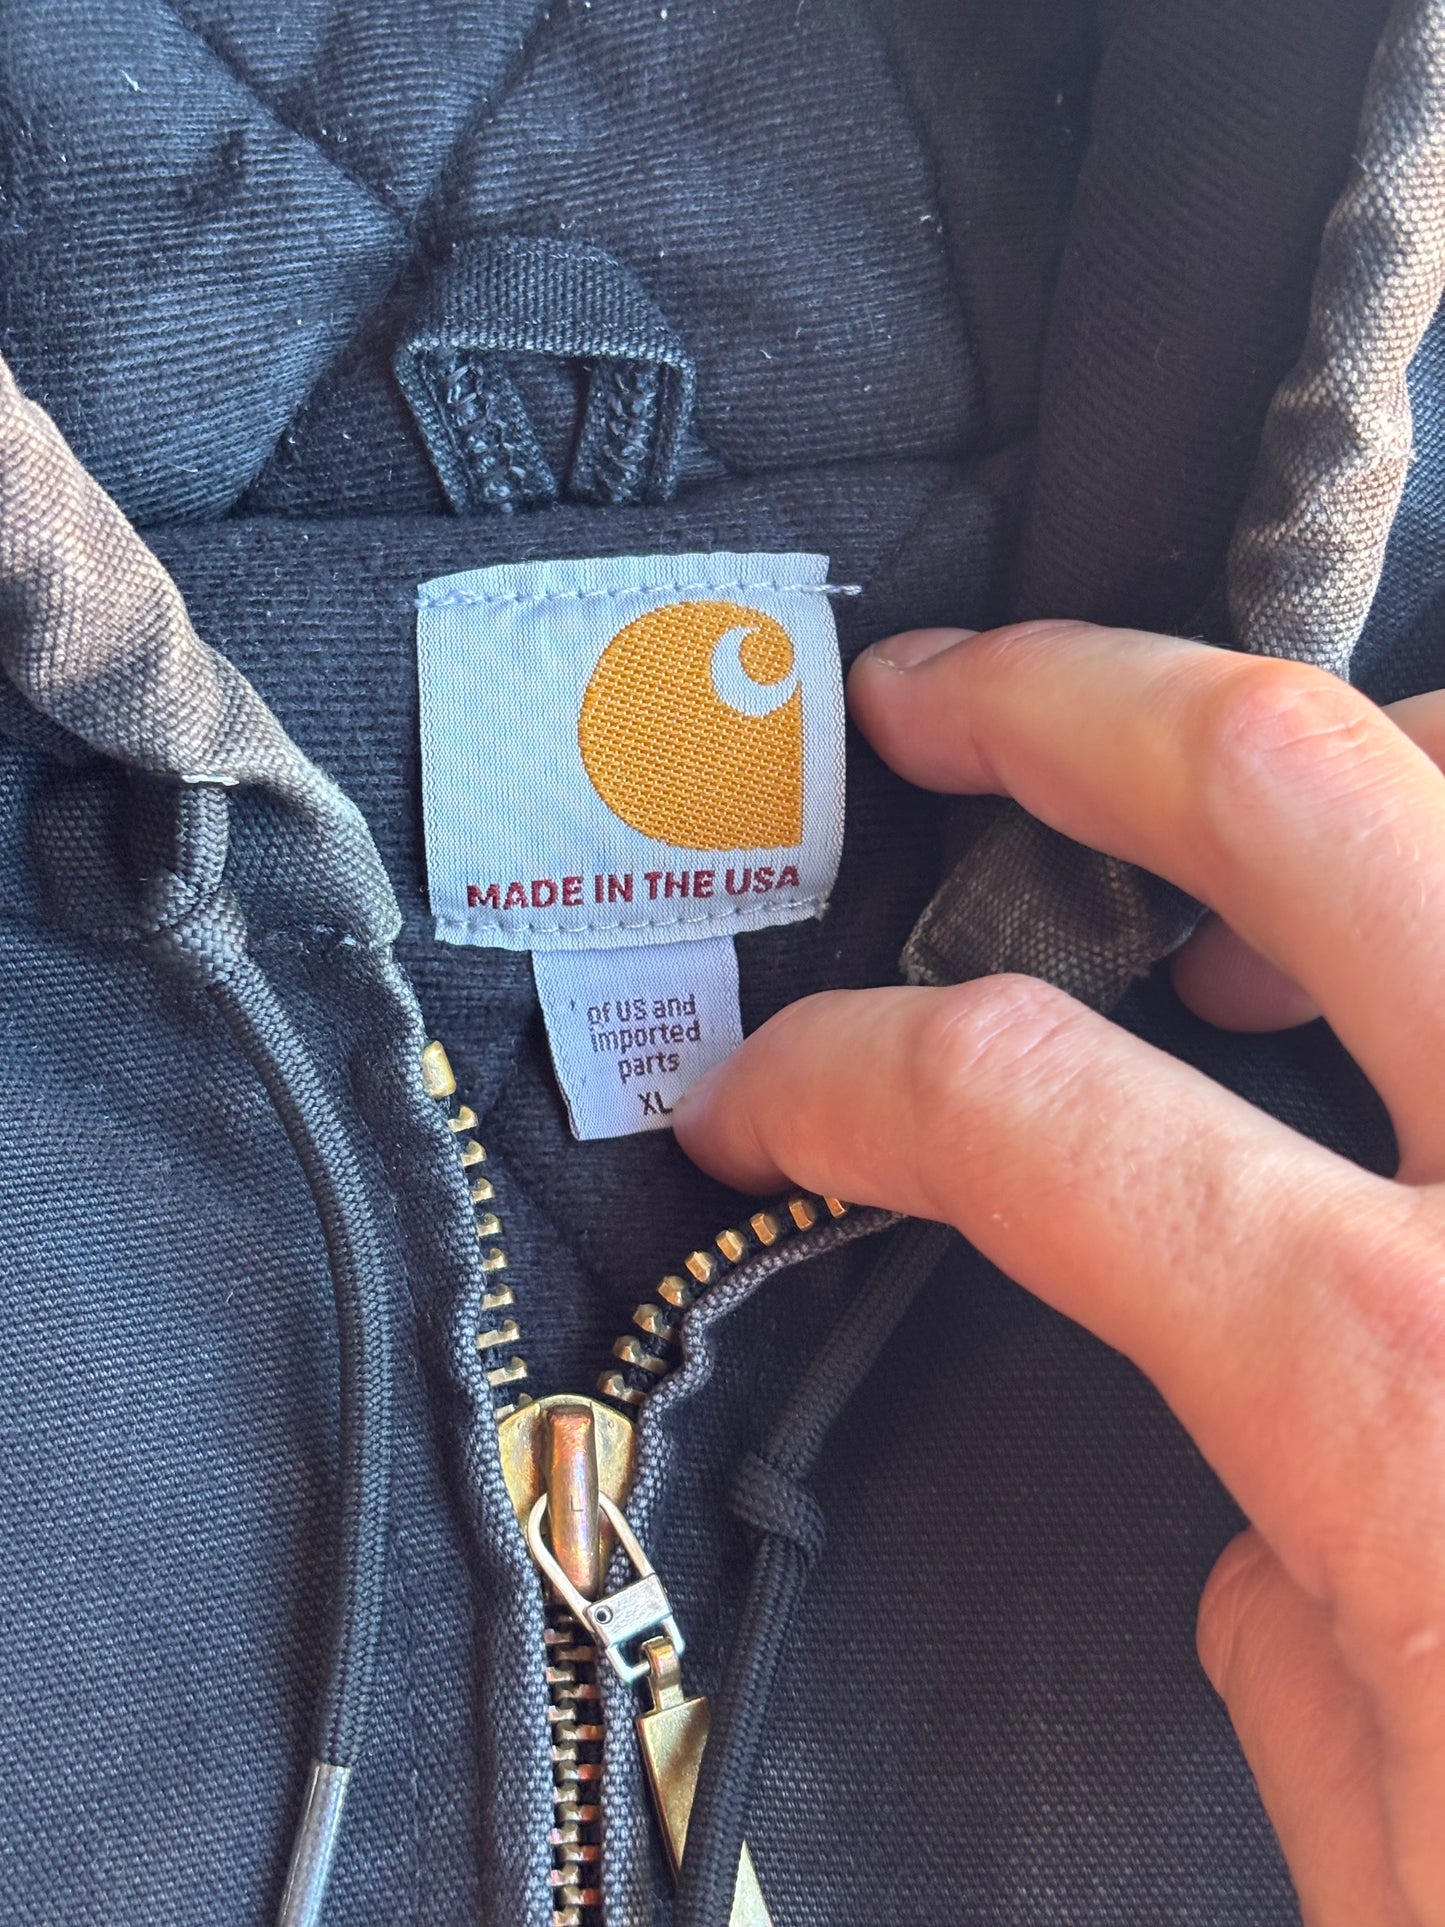 MADE IN THE USA
of US and
imported
parts
XL